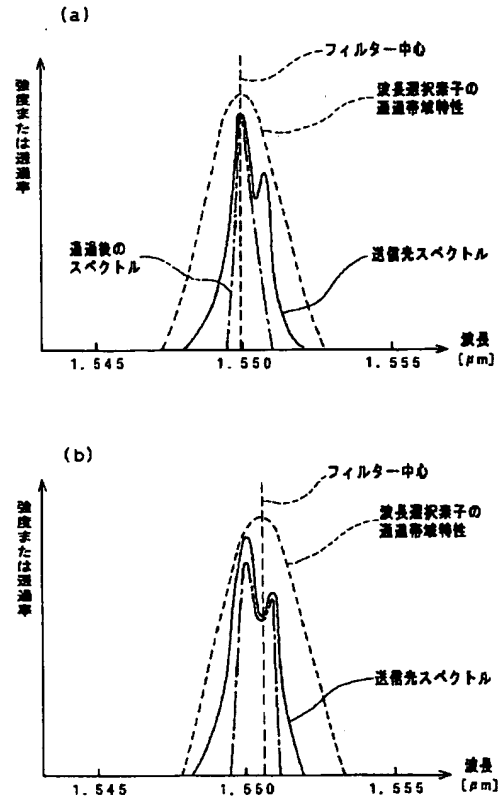 (a)
フィルター中心
波長選択素子の
通過帯域特性
強度または透過率
通過後の
スペクトル
送信光スペクトル
1.545
1.550
1.555
波長
[μm]
(b)
フィルター中心
波長選択素子の
通過帯域特性
強度または透過率
送信光スペクトル
1.545
1.550
1.555
波長
[μm]